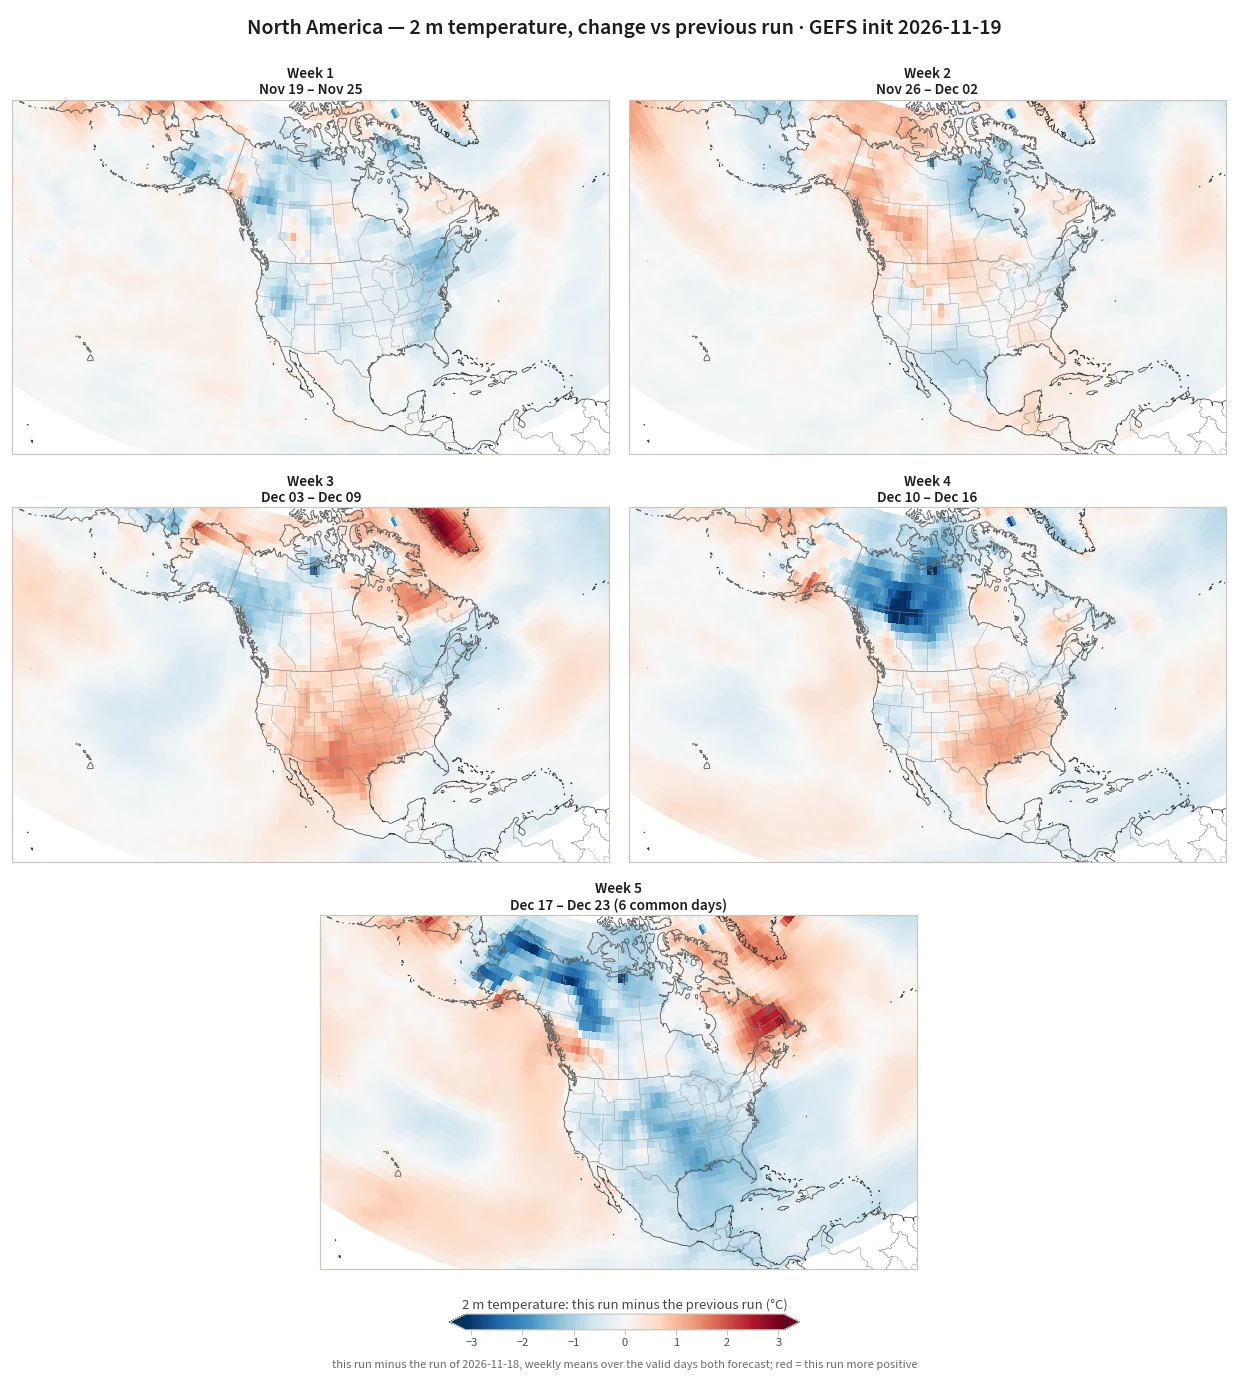 North America — 2 m temperature, change vs previous run · GEFS init 2026-11-19
Week 1
Nov 19 – Nov 25
Week 2
Nov 26 – Dec 02
Week 3
Dec 03 – Dec 09
Week 4
Dec 10 – Dec 16
Week 5
Dec 17 – Dec 23 (6 common days)
2 m temperature: this run minus the previous run (°C)
−3 −2 −1 0 1 2 3
this run minus the run of 2026-11-18, weekly means over the valid days both forecast; red = this run more positive